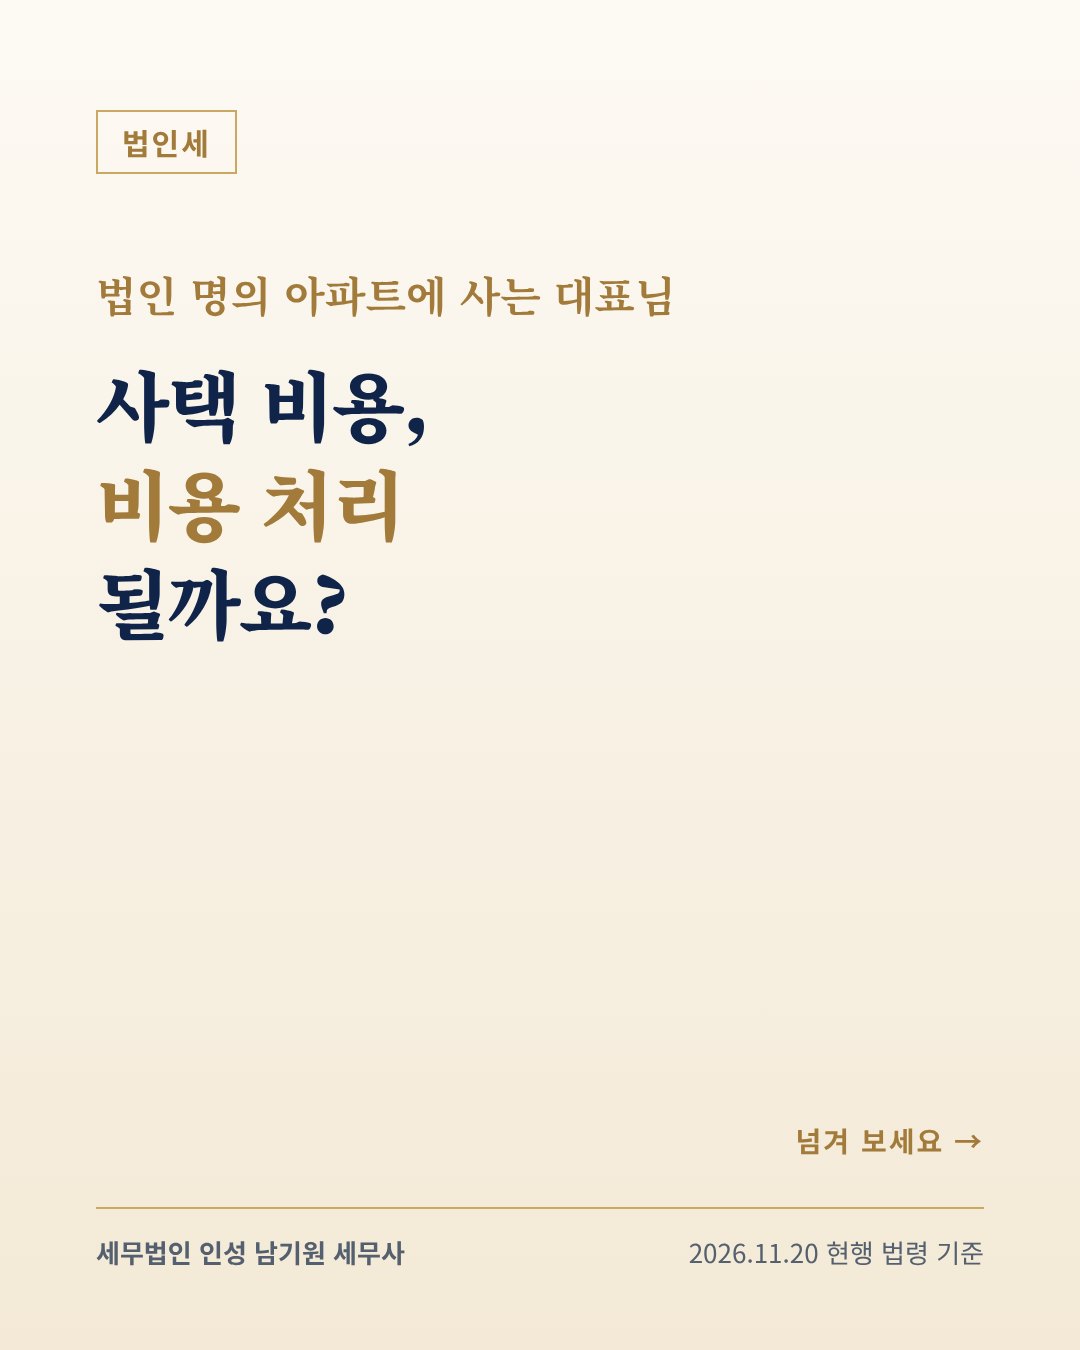 법인세
법인 명의 아파트에 사는 대표님
사택 비용,
비용 처리
될까요?
넘겨 보세요 →
세무법인 인성 남기원 세무사
2026.11.20 현행 법령 기준